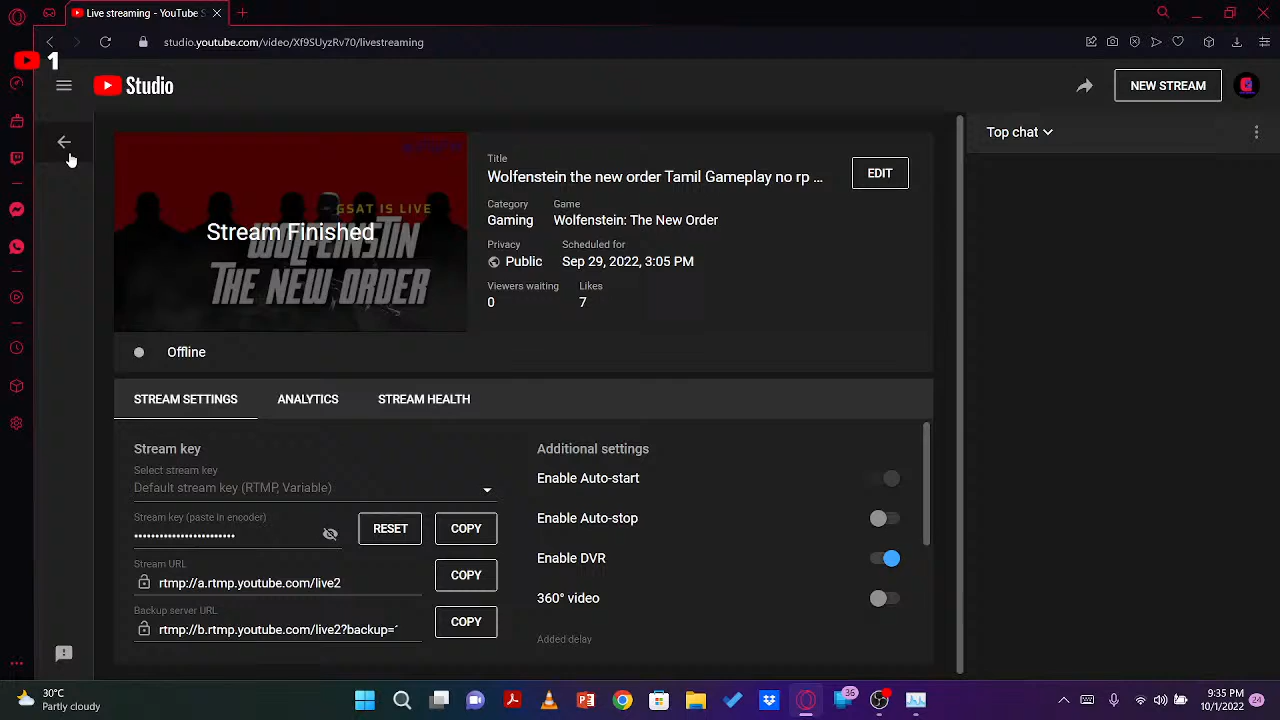 Live streaming - YouTube S
studio.youtube.com/video/Xf9SUyzRv70/livestreaming
1
Studio
NEW STREAM
GSAT IS LIVE
WOLFEINSTIN
THE NEW ORDER
Stream Finished
Title
Wolfenstein the new order Tamil Gameplay no rp ...
EDIT
Category Game
Gaming Wolfenstein: The New Order
Privacy Scheduled for
Public Sep 29, 2022, 3:05 PM
Viewers waiting Likes
0 7
Offline
Top chat
STREAM SETTINGS ANALYTICS STREAM HEALTH
Stream key
Select stream key
Default stream key (RTMP, Variable)
Stream key (paste in encoder)
RESET COPY
Stream URL
rtmp://a.rtmp.youtube.com/live2
COPY
Backup server URL
rtmp://b.rtmp.youtube.com/live2?backup=
COPY
Additional settings
Enable Auto-start
Enable Auto-stop
Enable DVR
360° video
Added delay
30°C
Partly cloudy
36
9:35 PM
10/1/2022
24